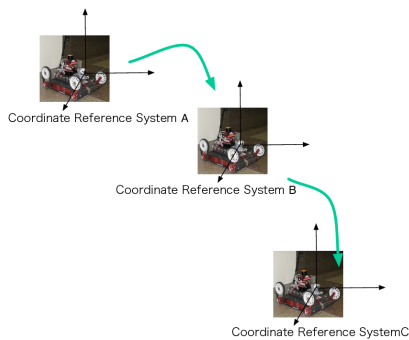 Coordinate Reference System A
Coordinate Reference System B
Coordinate Reference SystemC